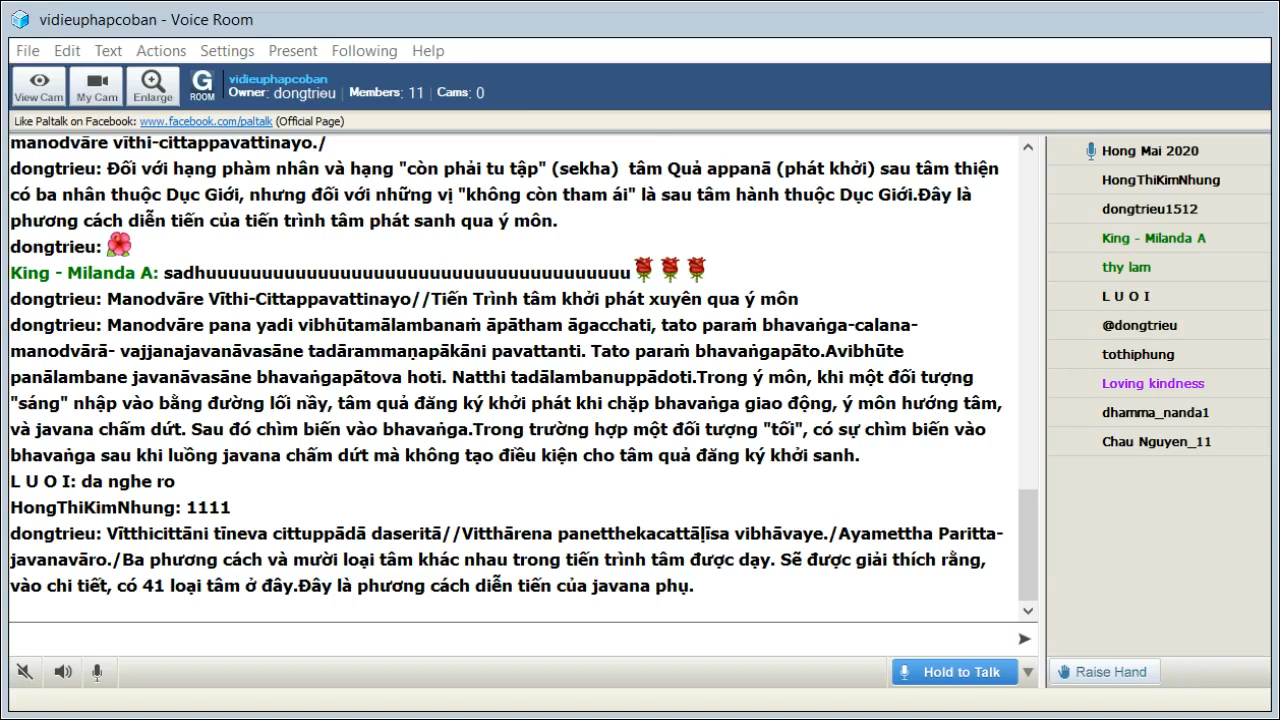 vidieuphapcoban - Voice Room
File Edit Text Actions Settings Present Following Help
View Cam My Cam Enlarge G ROOM vidieuphapcoban
Owner: dongtrieu | Members: 11 | Cams: 0
Like Paltalk on Facebook: www.facebook.com/paltalk (Official Page)
manodvāre vīthi-cittappavattinayo./
dongtrieu: Đối với hạng phàm nhân và hạng "còn phải tu tập" (sekha) tâm Quả appanā (phát khởi) sau tâm thiện
có ba nhân thuộc Dục Giới, nhưng đối với những vị "không còn tham ái" là sau tâm hành thuộc Dục Giới.Đây là
phương cách diễn tiến của tiến trình tâm phát sanh qua ý môn.
dongtrieu:
King - Milanda A: sadhuuuuuuuuuuuuuuuuuuuuuuuuuuuuuuuuuuuuuu
dongtrieu: Manodvāre Vīthi-Cittappavattinayo//Tiến Trình tâm khởi phát xuyên qua ý môn
dongtrieu: Manodvāre pana yadi vibhūtamālambanaṁ āpātham āgacchati, tato paraṁ bhavaṅga-calana-
manodvārā- vajjanajavanāvasāne tadārammaṇapākāni pavattanti. Tato paraṁ bhavaṅgapāto.Avibhūte
panālambane javanāvasāne bhavaṅgapātova hoti. Natthi tadālambanuppādoti.Trong ý môn, khi một đối tượng
"sáng" nhập vào bằng đường lối nầy, tâm quả đăng ký khởi phát khi chặp bhavaṅga giao động, ý môn hướng tâm,
và javana chấm dứt. Sau đó chìm biến vào bhavaṅga.Trong trường hợp một đối tượng "tối", có sự chìm biến vào
bhavaṅga sau khi luồng javana chấm dứt mà không tạo điều kiện cho tâm quả đăng ký khởi sanh.
L U O I: da nghe ro
HongThiKimNhung: 1111
dongtrieu: Vītthicittāni tīneva cittuppādā daseritā//Vitthārena panetthekacattāḷīsa vibhāvaye./Ayamettha Paritta-
javanavāro./Ba phương cách và mười loại tâm khác nhau trong tiến trình tâm được dạy. Sẽ được giải thích rằng,
vào chi tiết, có 41 loại tâm ở đây.Đây là phương cách diễn tiến của javana phụ.
Hold to Talk
Hong Mai 2020
HongThiKimNhung
dongtrieu1512
King - Milanda A
thy lam
L U O I
@dongtrieu
tothiphung
Loving kindness
dhamma_nanda1
Chau Nguyen_11
Raise Hand